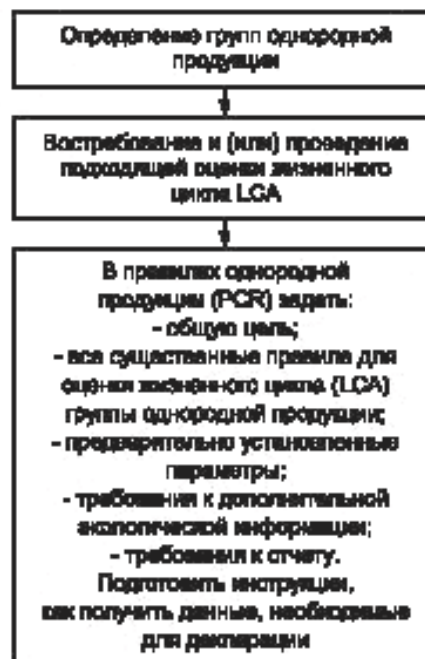 Определение групп однородной
продукции
Востребование и (или) проведение
подходящей оценки жизненного
цикла LCA
В правилах однородной
продукции (PCR) задать:
- общую цель;
- все существенные правила для
оценки жизненного цикла (LCA)
группы однородной продукции;
- предварительно установленные
параметры;
- требования к дополнительной
экологической информации;
- требования к отчету.
Подготовить инструкции,
как получить данные, необходимые
для декларации